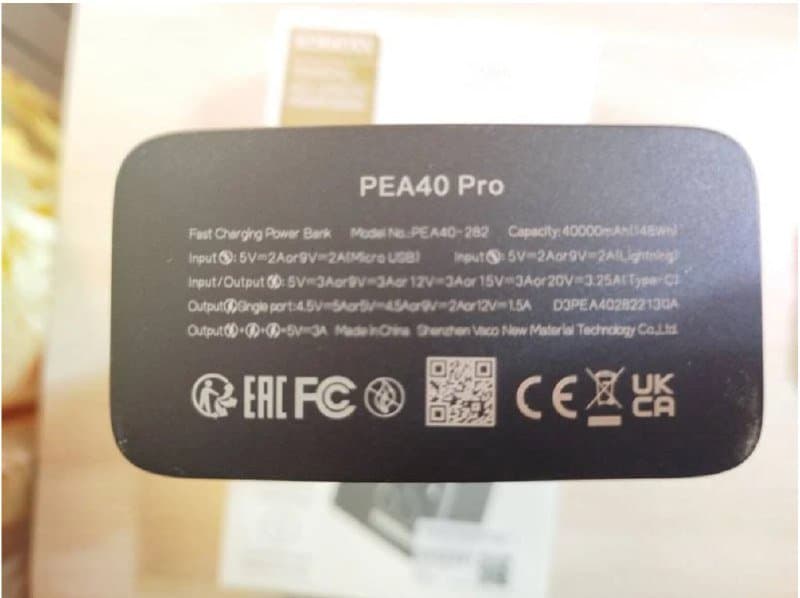 PEA40 Pro
Fast Charging Power Bank Model No.:PEA40-282 Capacity:40000mAh(148Wh)
Input: 5V=2Aor9V=2A(Micro USB) Input: 5V=2Aor9V=2A(Lightning)
Input/Output: 5V=3Aor9V=3Aor12V=3Aor15V=3Aor20V=3.25A(Type-C)
Output Single port:4.5V=5Aor5V=4.5Aor9V=2Aor12V=1.5A D3PEA402822130A
Output + + =5V=3A Made in China Shenzhen Vaco New Material Technology Co.,Ltd.
EAC FC CE UK
CA